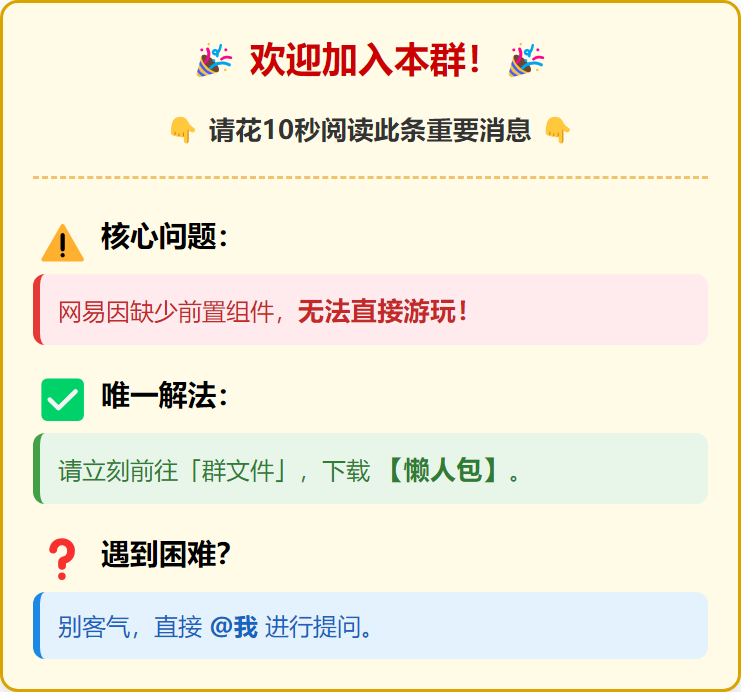 🎉 欢迎加入本群！ 🎉
👇 请花10秒阅读此条重要消息 👇
⚠️ 核心问题：
网易因缺少前置组件，无法直接游玩！
✅ 唯一解法：
请立刻前往「群文件」，下载 【懒人包】。
❓ 遇到困难？
别客气，直接 @我 进行提问。